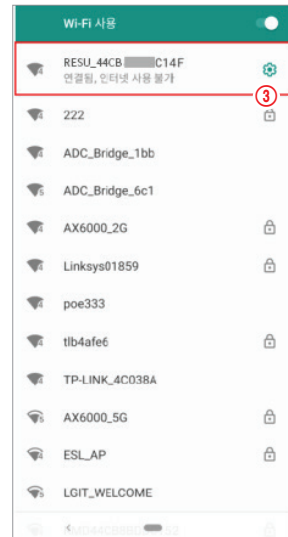 Wi-Fi 사용
RESU_44CB C14F
연결됨, 인터넷 사용 불가
③
222
ADC_Bridge_1bb
ADC_Bridge_6c1
AX6000_2G
Linksys01859
poe333
tlb4afe6
TP-LINK_4C038A
AX6000_5G
ESL_AP
LGIT_WELCOME